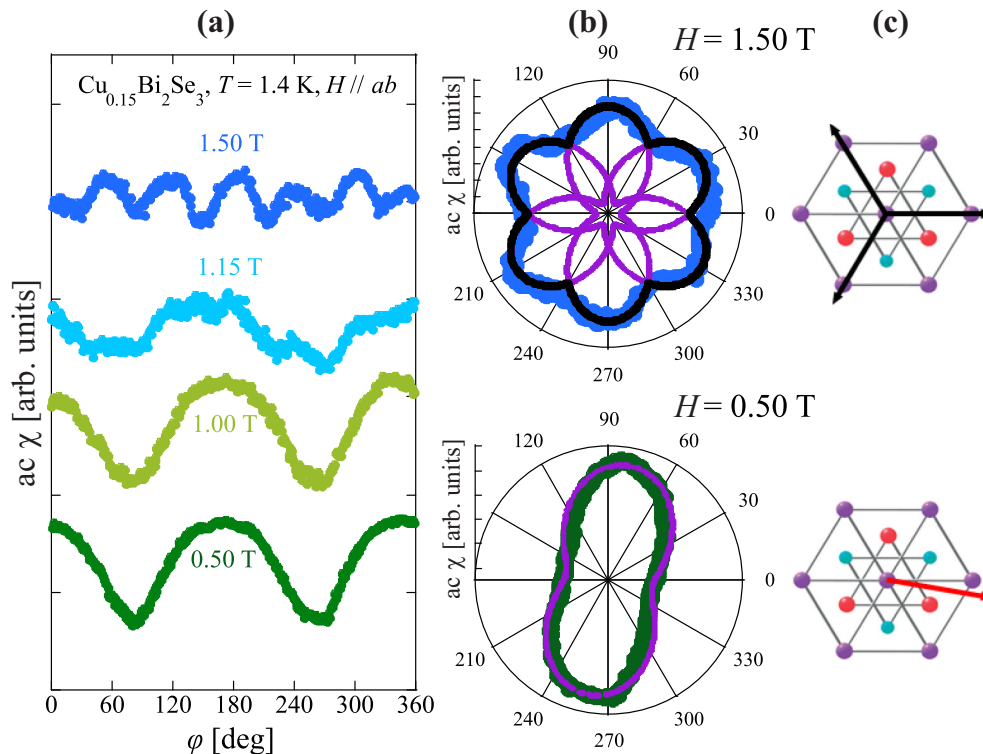 (a)
(b)
(c)
Cu0.15Bi2Se3, T = 1.4 K, H // ab
1.50 T
1.15 T
1.00 T
0.50 T
ac χ [arb. units]
0 60 120 180 240 300 360
φ [deg]
H = 1.50 T
ac χ [arb. units]
90
120
60
30
0
210
330
240
300
270
H = 0.50 T
ac χ [arb. units]
90
120
60
30
0
210
330
240
300
270